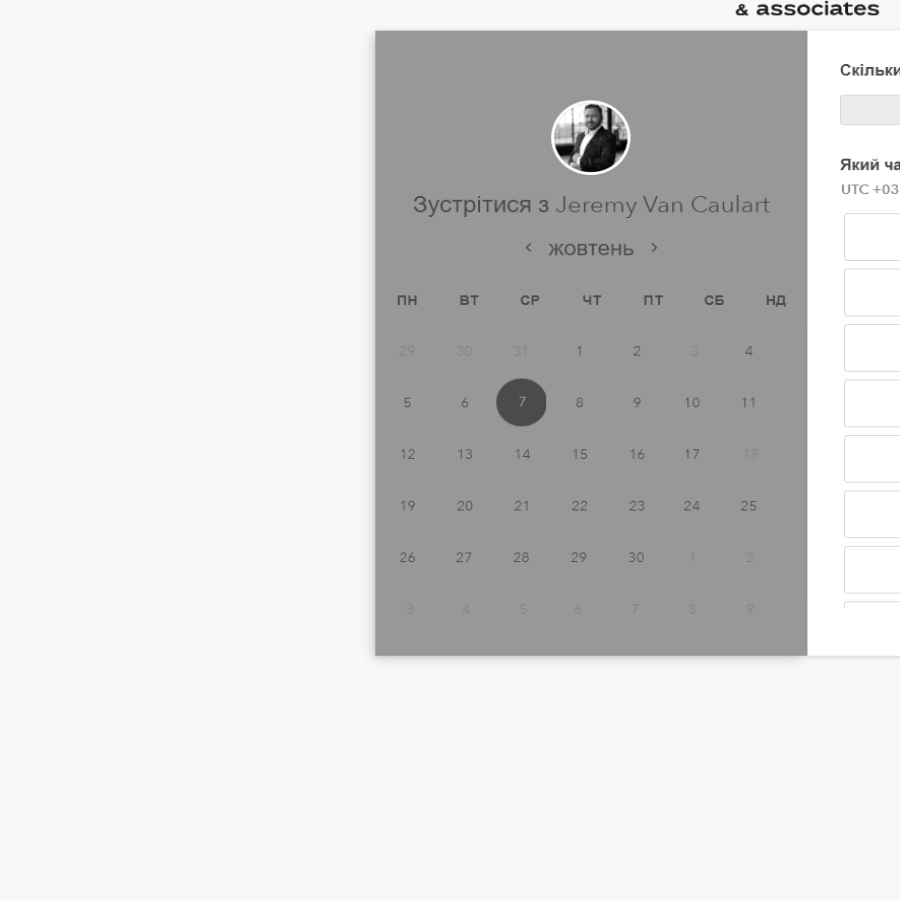 & associates
Зустрітися з Jeremy Van Caulart
жовтень
ПН ВТ СР ЧТ ПТ СБ НД
29 30 31 1 2 3 4
5 6 7 8 9 10 11
12 13 14 15 16 17 18
19 20 21 22 23 24 25
26 27 28 29 30 1 2
3 4 5 6 7 8 9
Скільки
Який ча
UTC +03